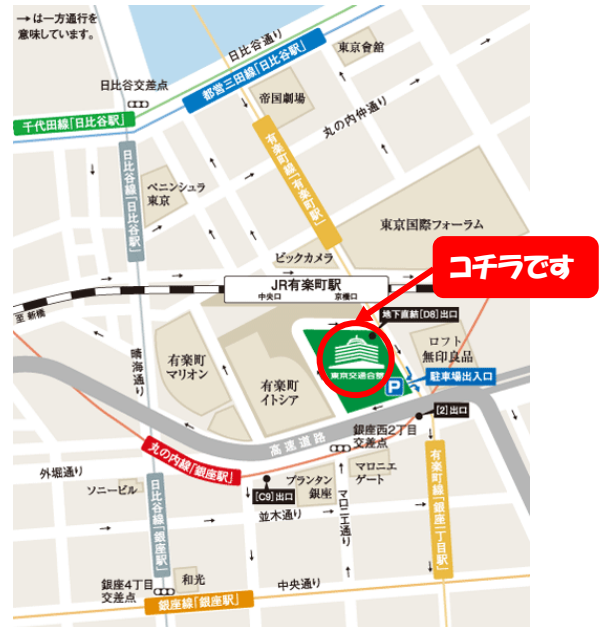 →は一方通行を
意味しています。
日比谷通り
東京會館
日比谷交差点
都営三田線「日比谷駅」
帝国劇場
千代田線「日比谷駅」
丸の内仲通り
日比谷線「日比谷駅」
有楽町線「有楽町駅」
ペニンシュラ
東京
東京国際フォーラム
ビックカメラ
コチラです
JR有楽町駅
中央口
京橋口
至 新橋
地下直結[D8]出口
晴海通り
有楽町
マリオン
有楽町
イトシア
東京交通会館
ロフト
無印良品
P
駐車場出入口
[2]出口
高速道路
銀座西2丁目
交差点
丸の内線「銀座駅」
外堀通り
ソニービル
日比谷線「銀座駅」
[C9]出口
プランタン
銀座
マロニエ
ゲート
有楽町線「銀座一丁目駅」
並木通り
マロニエ通り
銀座4丁目
交差点
和光
中央通り
銀座線「銀座駅」